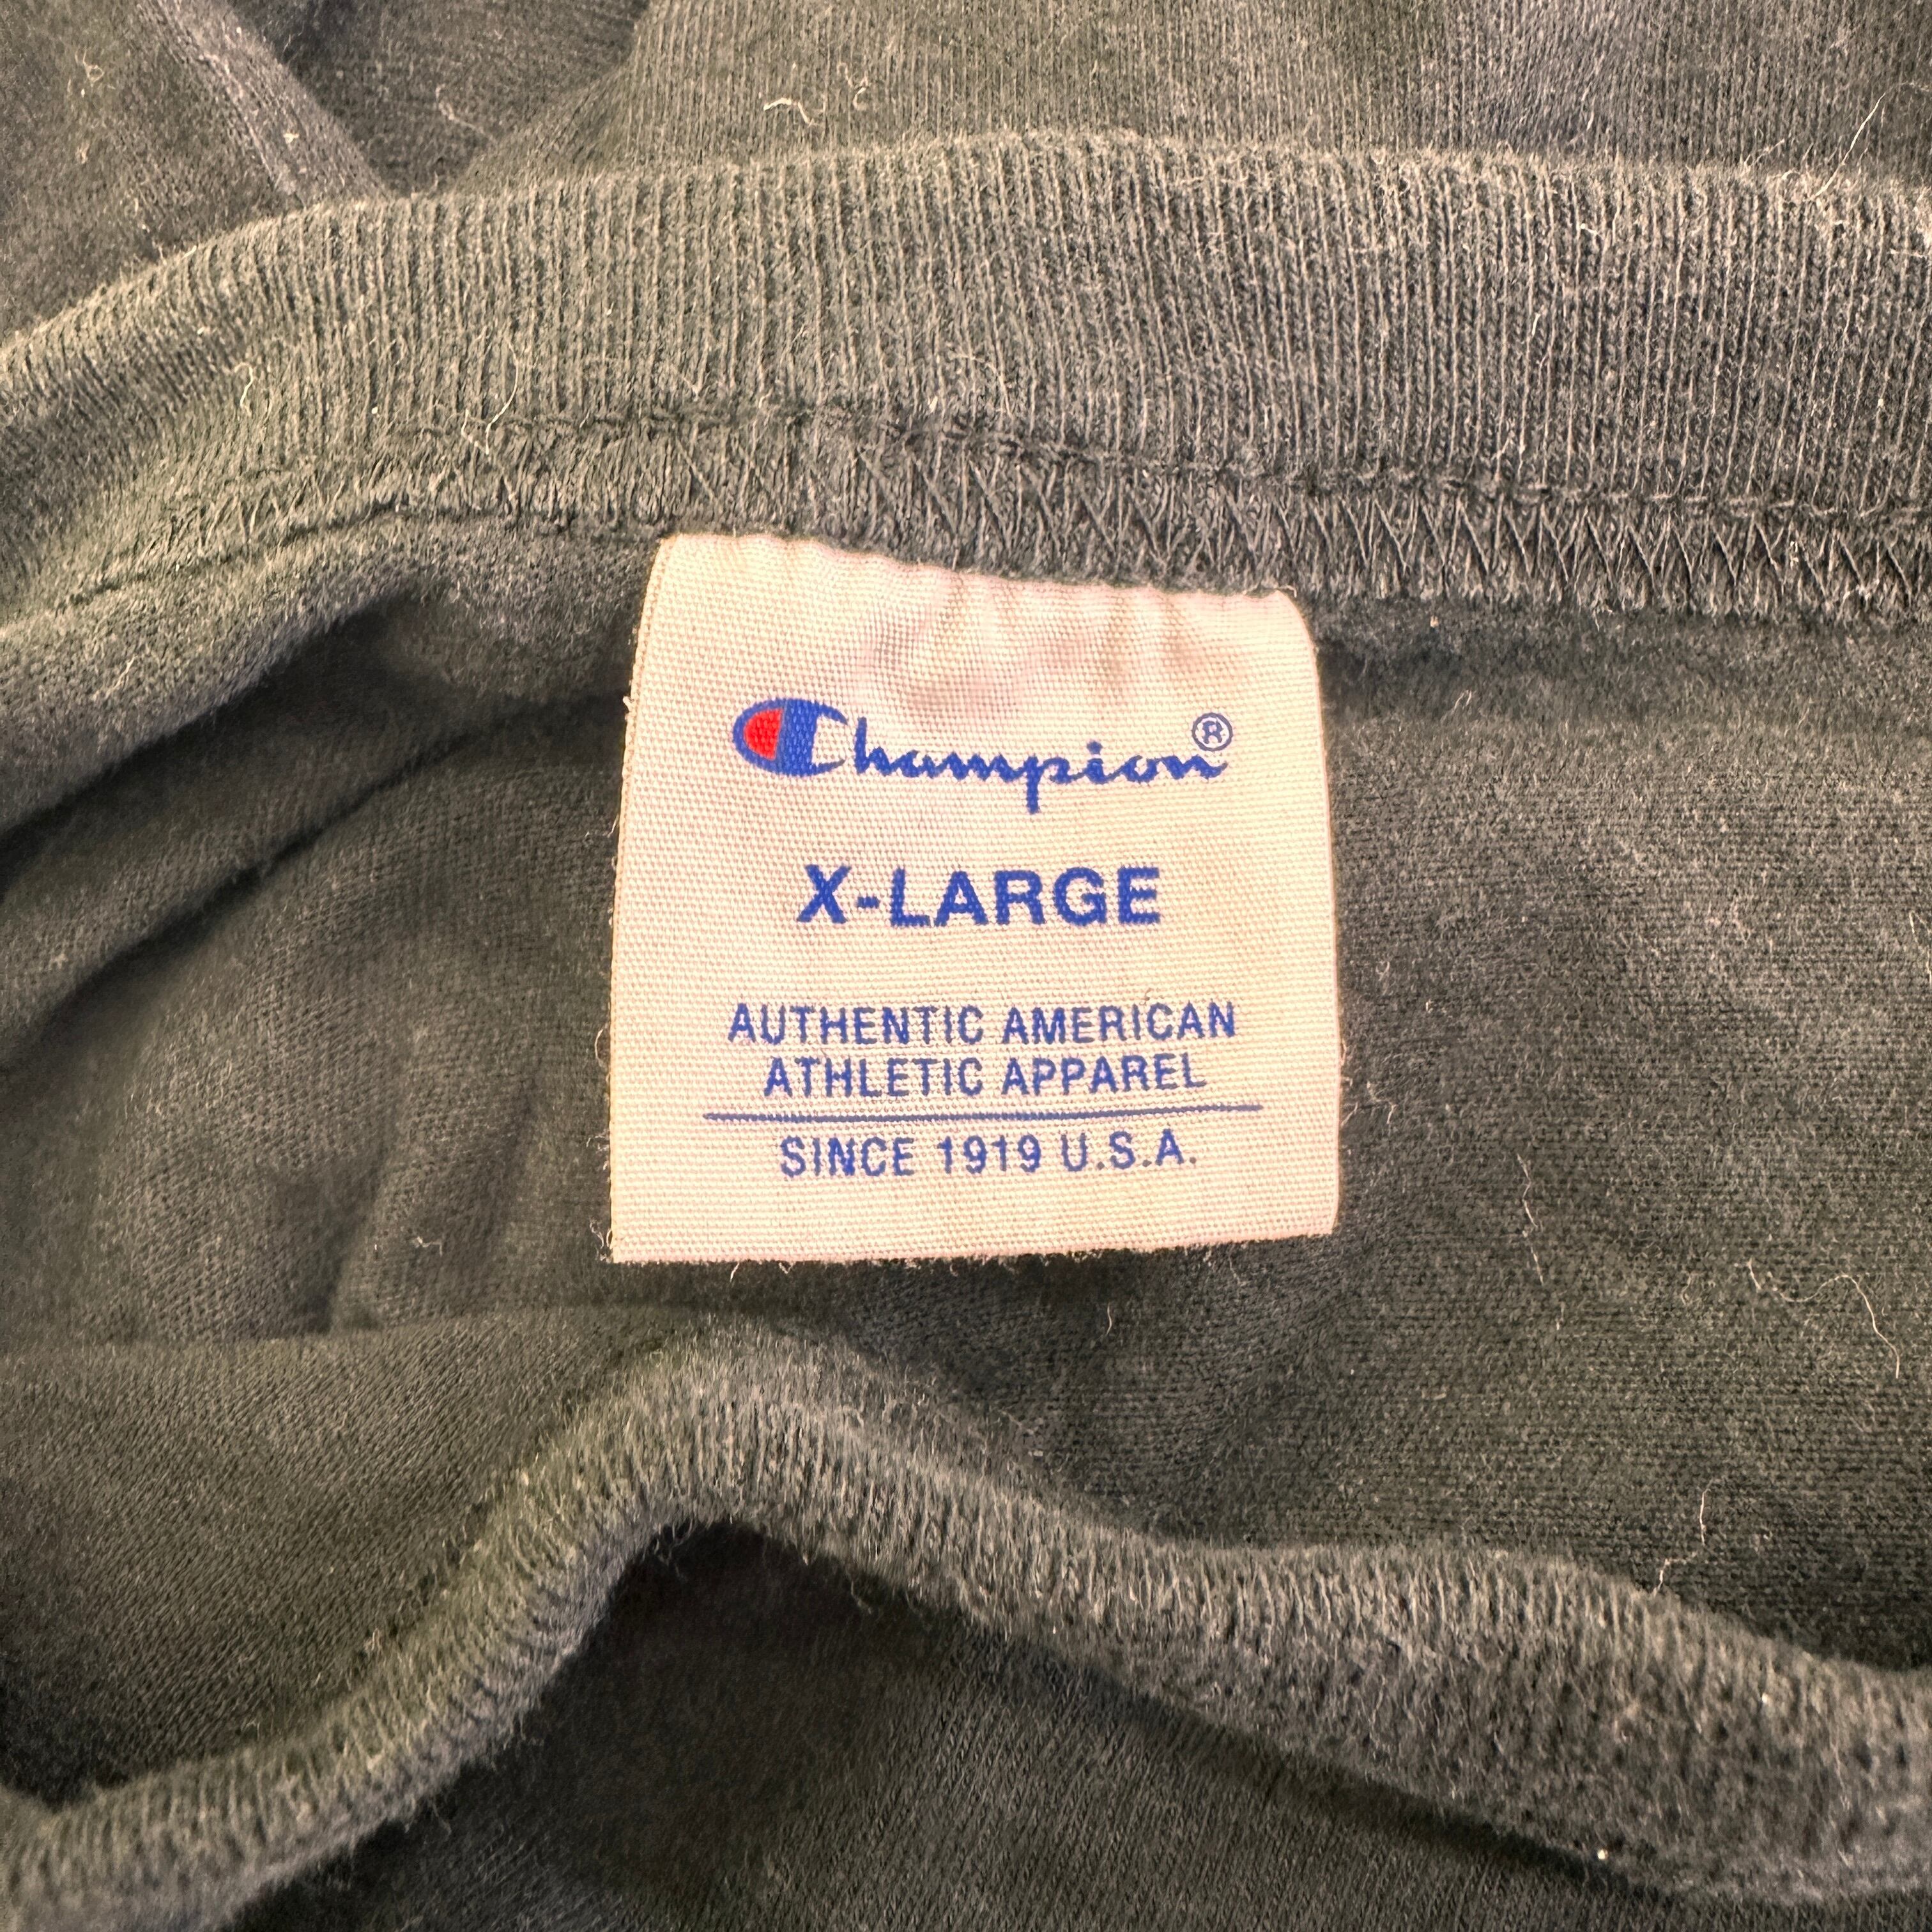 Champion®
X-LARGE
AUTHENTIC AMERICAN
ATHLETIC APPAREL
SINCE 1919 U.S.A.